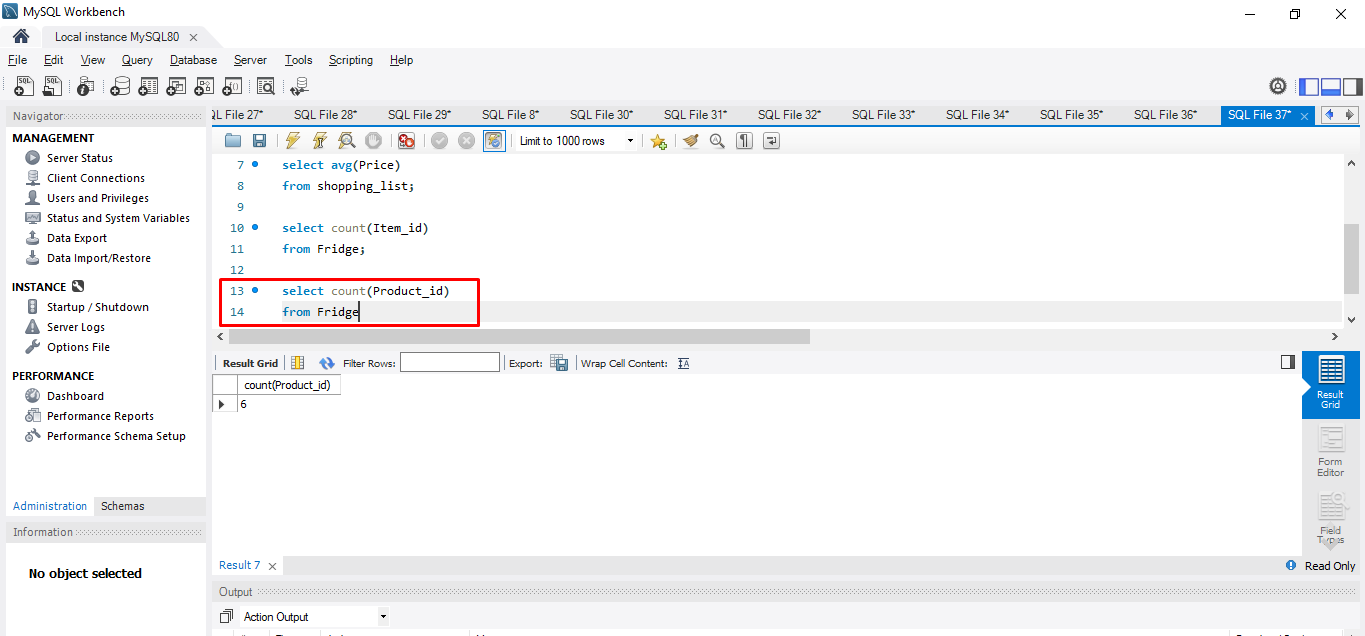 MySQL Workbench
Local instance MySQL80
File Edit View Query Database Server Tools Scripting Help
Navigator
MANAGEMENT
Server Status
Client Connections
Users and Privileges
Status and System Variables
Data Export
Data Import/Restore
INSTANCE
Startup / Shutdown
Server Logs
Options File
PERFORMANCE
Dashboard
Performance Reports
Performance Schema Setup
Administration Schemas
Information
No object selected
File 27* SQL File 28* SQL File 29* SQL File 8* SQL File 30* SQL File 31* SQL File 32* SQL File 33* SQL File 34* SQL File 35* SQL File 36* SQL File 37*
Limit to 1000 rows
7 select avg(Price)
8 from shopping_list;
9
10 select count(Item_id)
11 from Fridge;
12
13 select count(Product_id)
14 from Fridge
Result Grid Filter Rows: Export: Wrap Cell Content:
count(Product_id)
6
Result Grid
Form Editor
Field Types
Result 7
Read Only
Output
Action Output